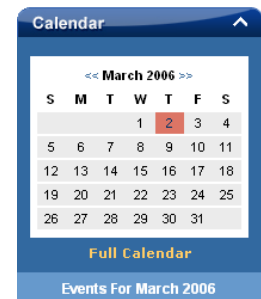 Calendar
<< March 2006 >>
S M T W T F S
1 2 3 4
5 6 7 8 9 10 11
12 13 14 15 16 17 18
19 20 21 22 23 24 25
26 27 28 29 30 31
Full Calendar
Events For March 2006